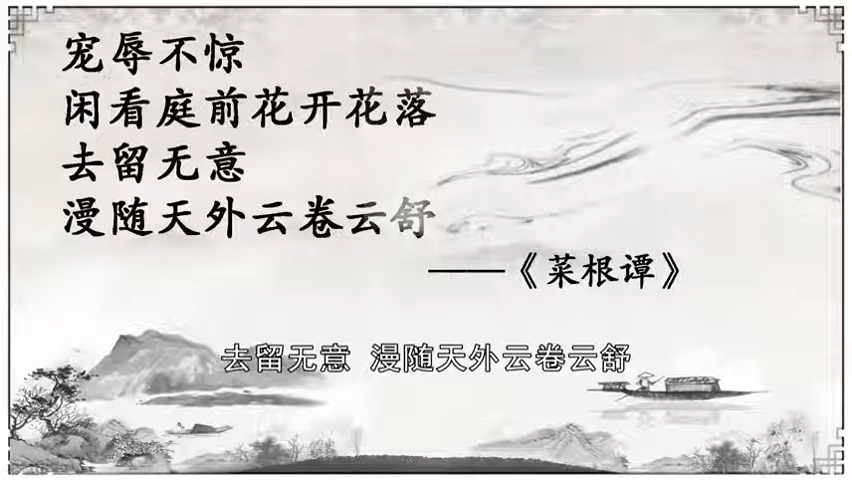 宠辱不惊
闲看庭前花开花落
去留无意
漫随天外云卷云舒
——《菜根谭》
去留无意 漫随天外云卷云舒